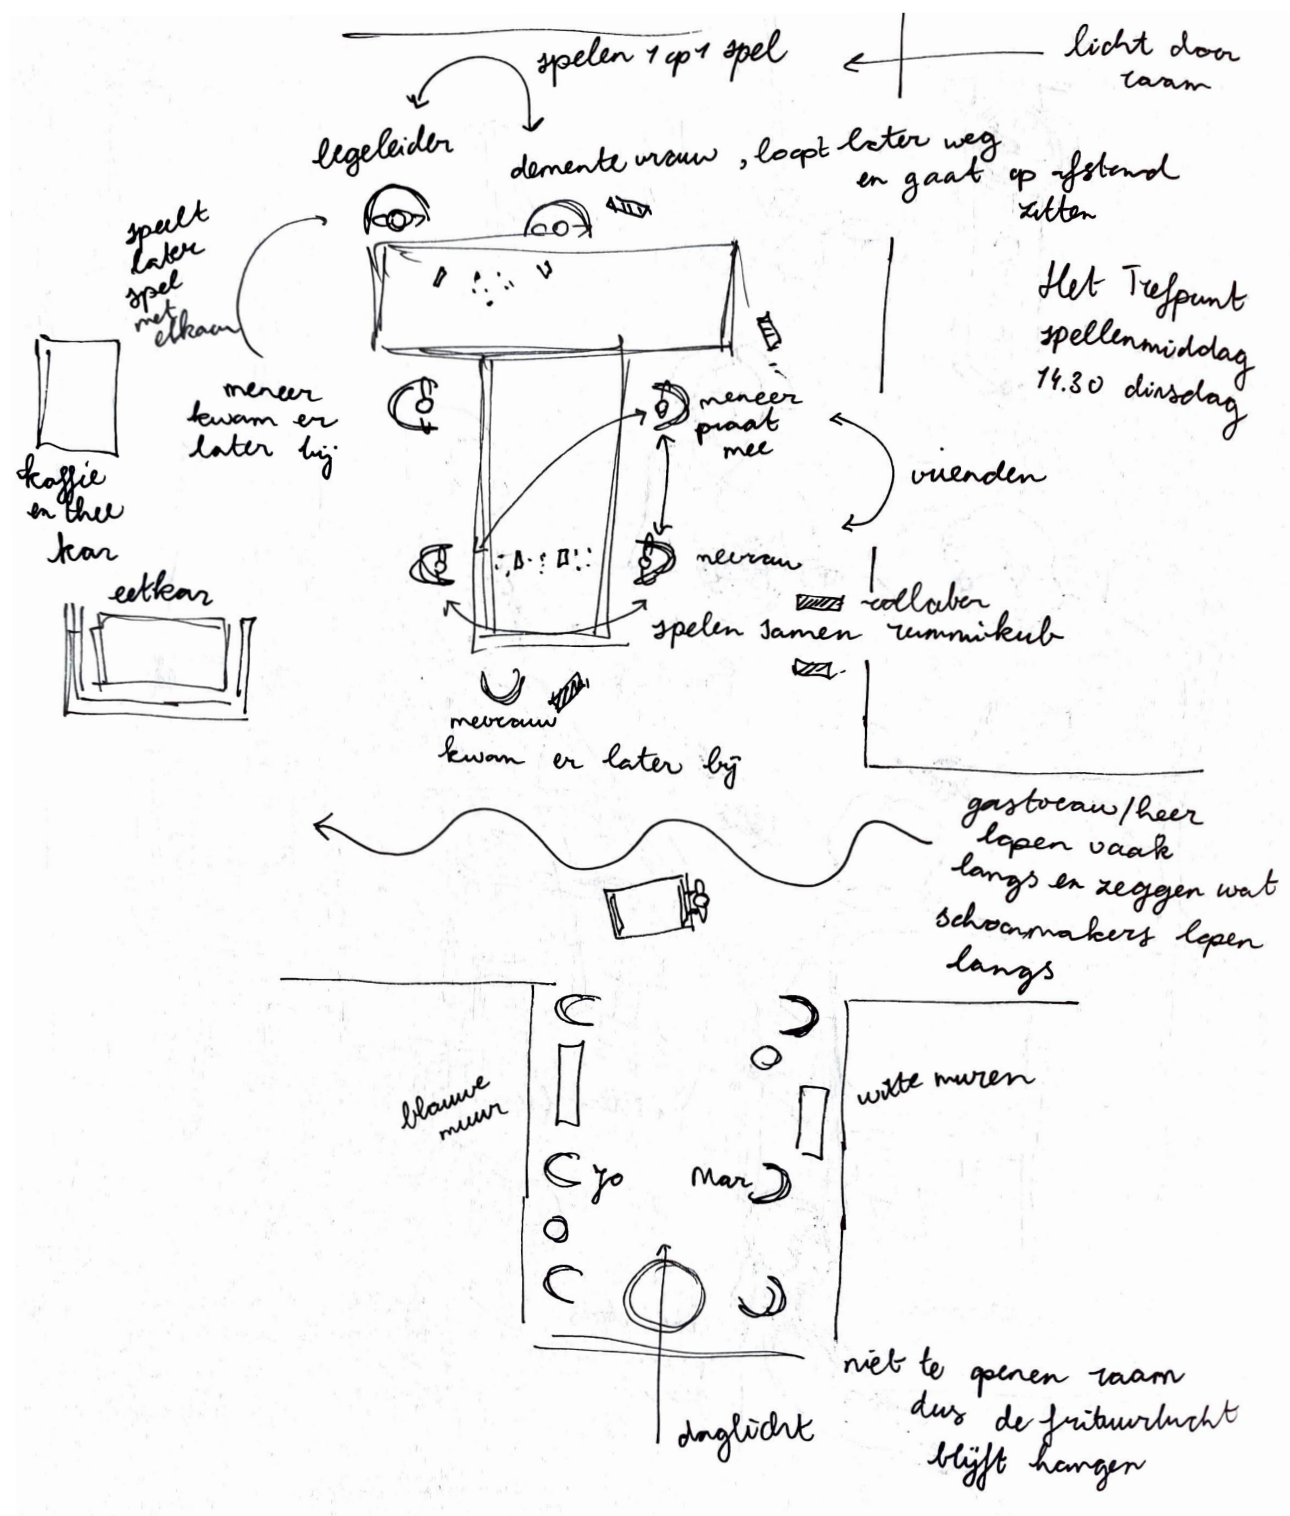 spelen 1 op 1 spel
licht door
raam
begeleider
demente vrouw, loopt later weg
en gaat op afstand
zitten
speelt
later
spel
met
elkaar
Het Trefpunt
spellenmiddag
14.30 dinsdag
meneer
kwam er
later bij
meneer
praat
mee
vrienden
koffie
en thee
kar
mevrouw
eetkar
rollator
spelen samen rummikub
mevrouw
kwam er later bij
gastvrouw/heer
lopen vaak
langs en zeggen wat
schoonmakers lopen
langs
blauwe
muur
witte muren
Jo
Mar
niet te openen raam
dus de frituurlucht
blijft hangen
daglicht